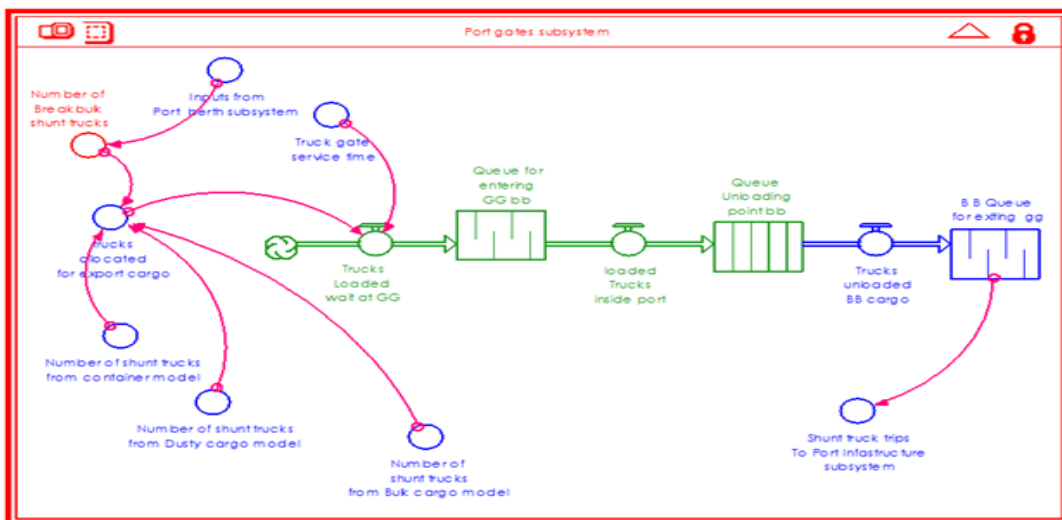 Port gates subsystem
Number of
Breakbulk
shunt trucks
Inputs from
Port berth subsystem
Truck gate
service time
Queue for
entering
GG bb
Queue
Unloading
point bb
B B Queue
for exting gg
Trucks
alocated
for export cargo
Trucks
Loaded
wait at GG
loaded
Trucks
inside port
Trucks
unloaded
BB cargo
Number of shunt trucks
from container model
Number of shunt trucks
from Dusty cargo model
Number of
shunt trucks
from Bulk cargo model
Shunt truck trips
To Port Infastructure
subsystem